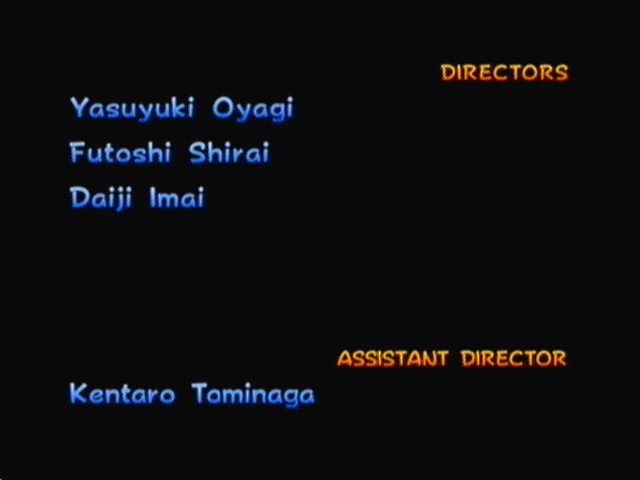 DIRECTORS
Yasuyuki Oyagi
Futoshi Shirai
Daiji Imai
ASSISTANT DIRECTOR
Kentaro Tominaga